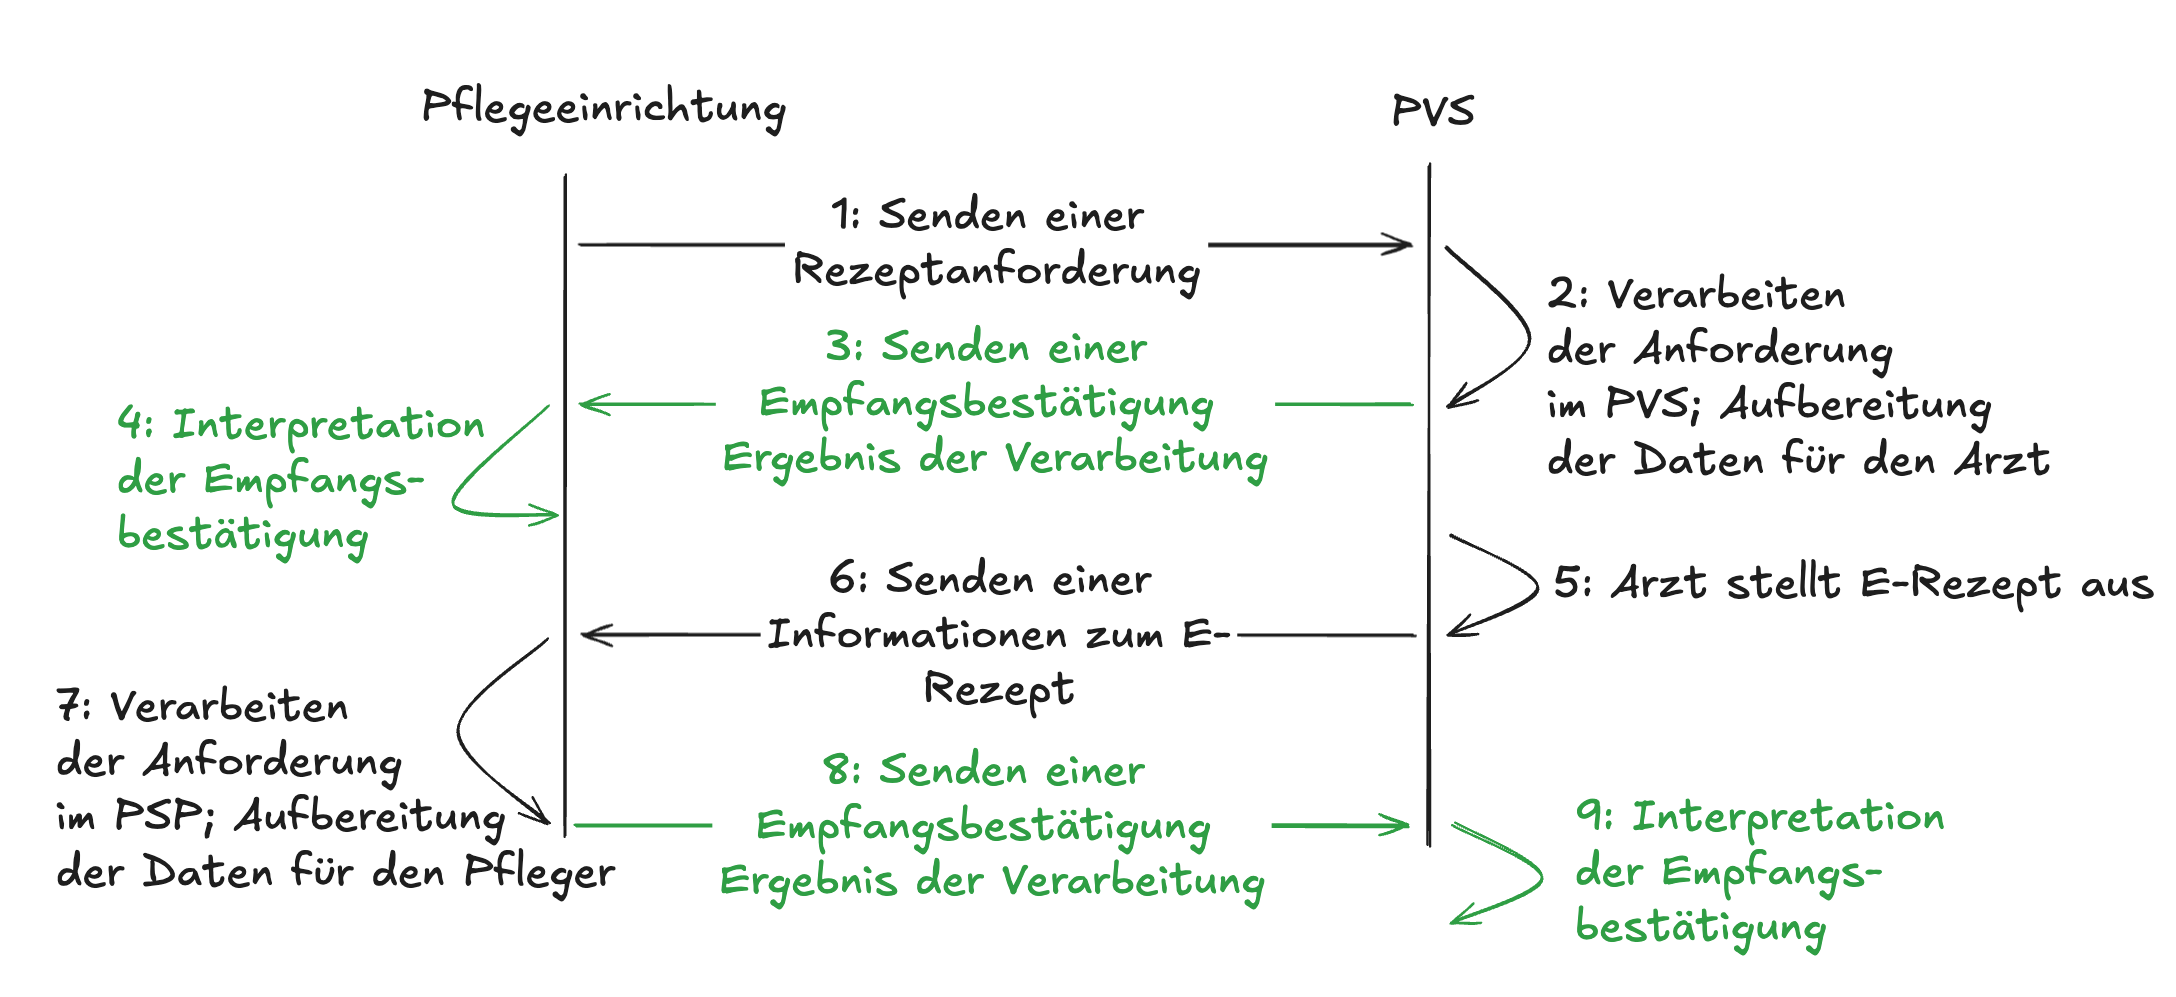 Pflegeeinrichtung
PVS
1: Senden einer
Rezeptanforderung
2: Verarbeiten
der Anforderung
im PVS; Aufbereitung
der Daten für den Arzt
3: Senden einer
Empfangsbestätigung
Ergebnis der Verarbeitung
4: Interpretation
der Empfangs-
bestätigung
5: Arzt stellt E-Rezept aus
6: Senden einer
Informationen zum E-
Rezept
7: Verarbeiten
der Anforderung
im PSP; Aufbereitung
der Daten für den Pfleger
8: Senden einer
Empfangsbestätigung
Ergebnis der Verarbeitung
9: Interpretation
der Empfangs-
bestätigung